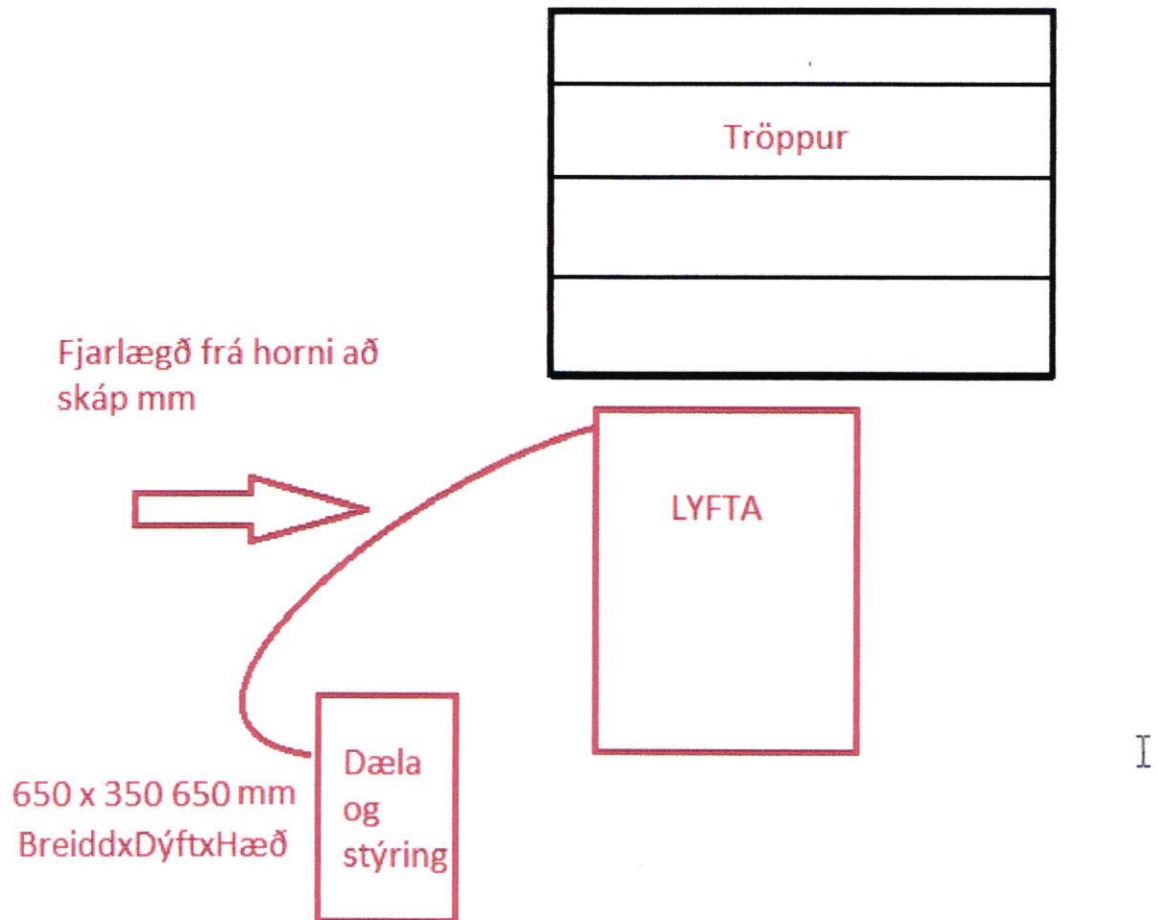 Tröppur
Fjarlægð frá horni að
skáp mm
LYFTA
Dæla
og
stýring
650 x 350 650 mm
BreiddxDýftxHæð